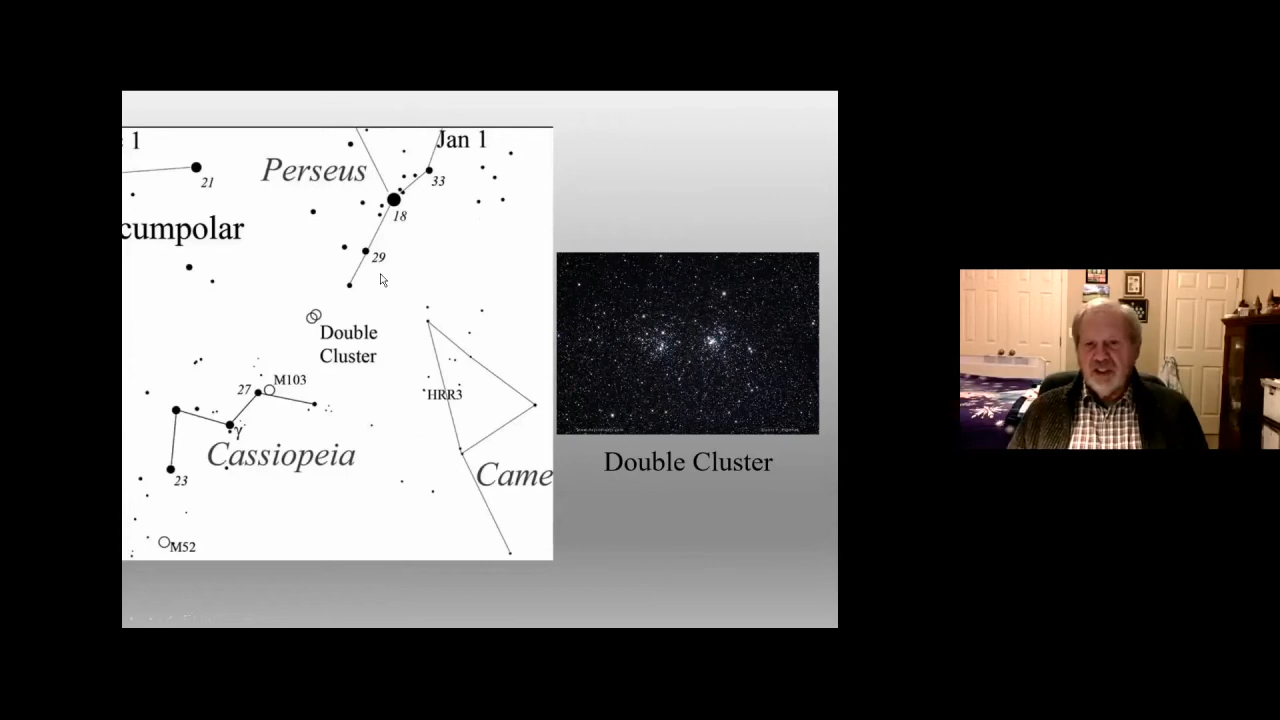 : 1
Jan 1
Perseus
33
21
18
cumpolar
29
Double
Cluster
M103
27
HRR3
γ
Cassiopeia
Came
23
M52
Double Cluster